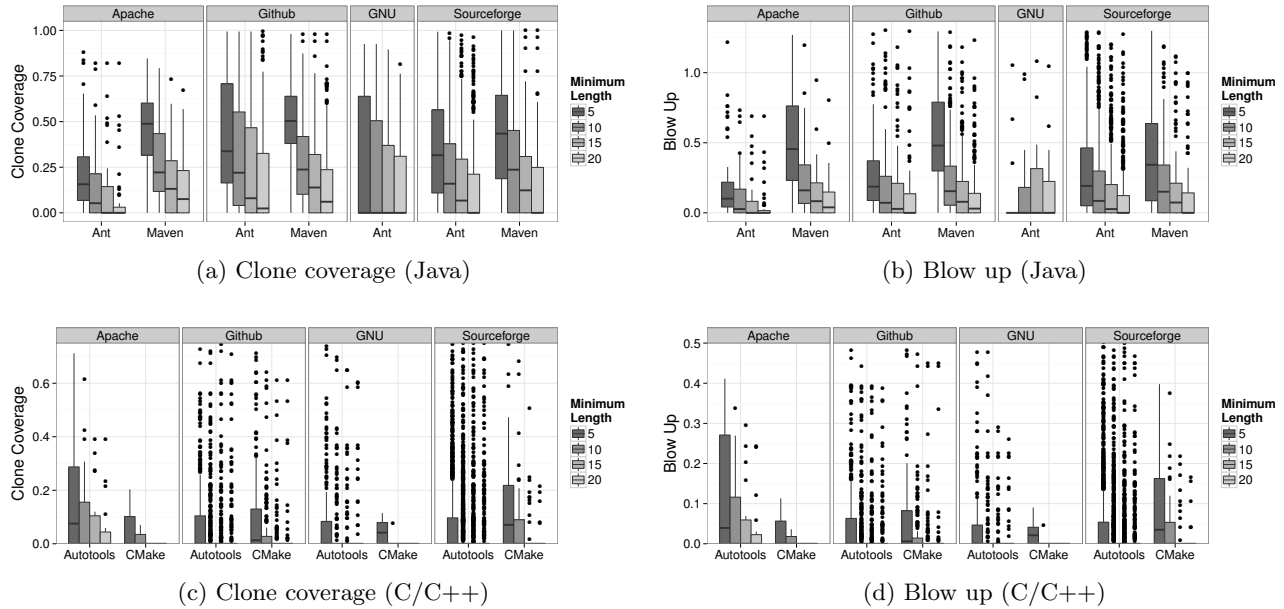 Apache Github GNU Sourceforge
Clone Coverage
1.00
0.75
0.50
0.25
0.00
Ant Maven Ant Maven Ant Ant Maven
Minimum
Length
5
10
15
20
(a) Clone coverage (Java)
Apache Github GNU Sourceforge
Blow Up
1.0
0.5
0.0
Ant Maven Ant Maven Ant Ant Maven
Minimum
Length
5
10
15
20
(b) Blow up (Java)
Apache Github GNU Sourceforge
Clone Coverage
0.6
0.4
0.2
0.0
Autotools CMake Autotools CMake Autotools CMake Autotools CMake
Minimum
Length
5
10
15
20
(c) Clone coverage (C/C++)
Apache Github GNU Sourceforge
Blow Up
0.5
0.4
0.3
0.2
0.1
0.0
Autotools CMake Autotools CMake Autotools CMake Autotools CMake
Minimum
Length
5
10
15
20
(d) Blow up (C/C++)